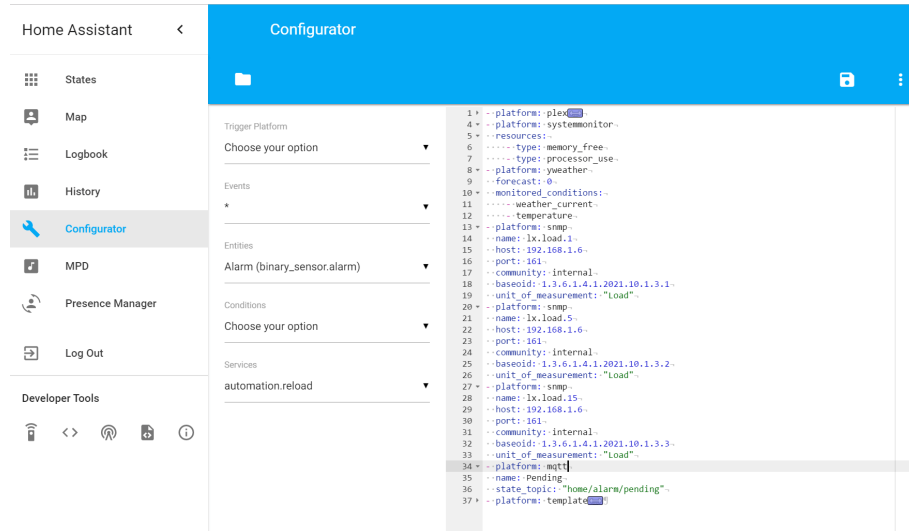 Home Assistant
Configurator
States
Map
Logbook
History
Configurator
MPD
Presence Manager
Log Out
Developer Tools
Trigger Platform
Choose your option
Events
*
Entities
Alarm (binary_sensor.alarm)
Conditions
Choose your option
Services
automation.reload
1 - platform: plex
4 - platform: systemmonitor
5 resources:
6 - type: memory_free
7 - type: processor_use
8 - platform: yweather
9 forecast: 0
10 monitored_conditions:
11 - weather_current
12 - temperature
13 - platform: snmp
14 name: lx.load.1
15 host: 192.168.1.6
16 port: 161
17 community: internal
18 baseoid: 1.3.6.1.4.1.2021.10.1.3.1
19 unit_of_measurement: "Load"
20 - platform: snmp
21 name: lx.load.5
22 host: 192.168.1.6
23 port: 161
24 community: internal
25 baseoid: 1.3.6.1.4.1.2021.10.1.3.2
26 unit_of_measurement: "Load"
27 - platform: snmp
28 name: lx.load.15
29 host: 192.168.1.6
30 port: 161
31 community: internal
32 baseoid: 1.3.6.1.4.1.2021.10.1.3.3
33 unit_of_measurement: "Load"
34 - platform: mqtt
35 name: Pending
36 state_topic: "home/alarm/pending"
37 - platform: template